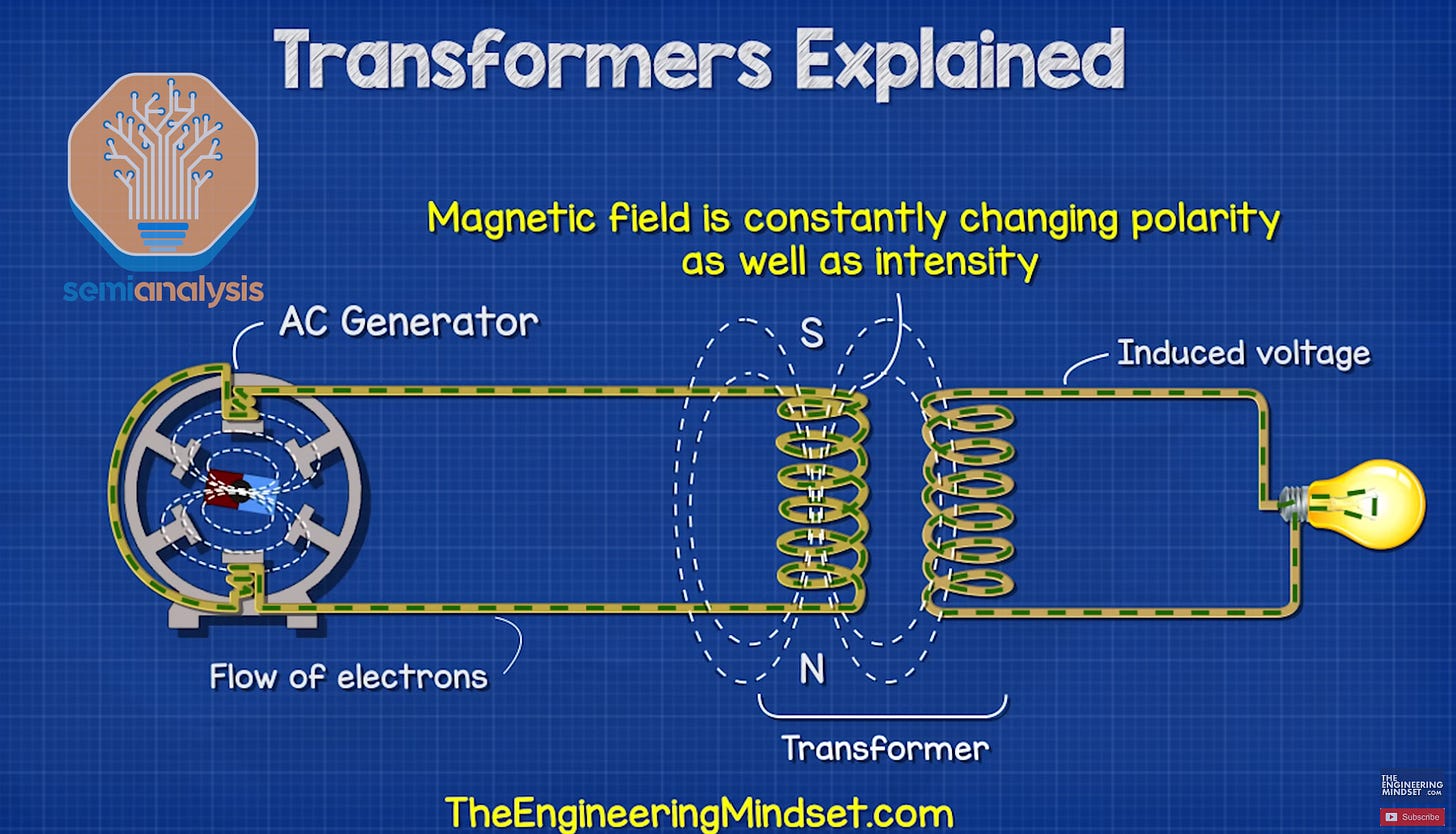 Transformers Explained
semianalysis
Magnetic field is constantly changing polarity
as well as intensity
AC Generator
S
Induced voltage
Flow of electrons
N
Transformer
TheEngineeringMindset.com
THE
ENGINEERING
MINDSET .COM
Subscribe